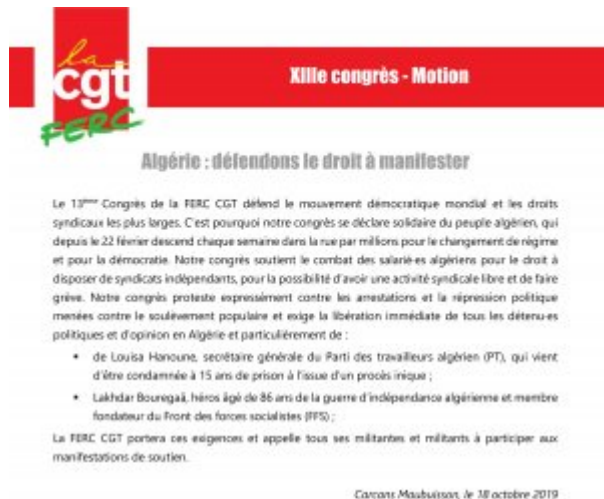 la
cgt
FERC
XIIIe congrès - Motion
Algérie : défendons le droit à manifester
Le 13ème Congrès de la FERC CGT défend le mouvement démocratique mondial et les droits
syndicaux les plus larges. C'est pourquoi notre congrès se déclare solidaire du peuple algérien, qui
depuis le 22 février descend chaque semaine dans la rue par millions pour le changement de régime
et pour la démocratie. Notre congrès soutient le combat des salarié·es algériens pour le droit à
disposer de syndicats indépendants, pour la possibilité d'avoir une activité syndicale libre et de faire
grève. Notre congrès proteste expressément contre les arrestations et la répression politique
menées contre le soulèvement populaire et exige la libération immédiate de tous les détenu·es
politiques et d'opinion en Algérie et particulièrement de :
• de Louisa Hanoune, secrétaire générale du Parti des travailleurs algérien (PT), qui vient
d'être condamnée à 15 ans de prison à l'issue d'un procès inique ;
• Lakhdar Bouregaâ, héros âgé de 86 ans de la guerre d'indépendance algérienne et membre
fondateur du Front des forces socialistes (FFS) ;
La FERC CGT portera ces exigences et appelle tous ses militantes et militants à participer aux
manifestations de soutien.
Carcans Maubuisson, le 18 octobre 2019